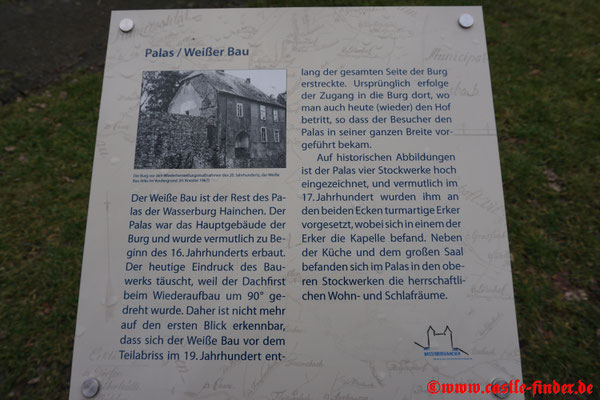 Palas / Weißer Bau
Der Weiße Bau ist der Rest des Pa-
las der Wasserburg Hainchen. Der
Palas war das Hauptgebäude der
Burg und wurde vermutlich zu Be-
ginn des 16. Jahrhunderts erbaut.
Der heutige Eindruck des Bau-
werks täuscht, weil der Dachfirst
beim Wiederaufbau um 90° ge-
dreht wurde. Daher ist nicht mehr
auf den ersten Blick erkennbar,
dass sich der Weiße Bau vor dem
Teilabriss im 19. Jahrhundert ent-
lang der gesamten Seite der Burg
erstreckte. Ursprünglich erfolge
der Zugang in die Burg dort, wo
man auch heute (wieder) den Hof
betritt, so dass der Besucher den
Palas in seiner ganzen Breite vor-
geführt bekam.
Auf historischen Abbildungen
ist der Palas vier Stockwerke hoch
eingezeichnet, und vermutlich im
17. Jahrhundert wurden ihm an
den beiden Ecken turmartige Erker
vorgesetzt, wobei sich in einem der
Erker die Kapelle befand. Neben
der Küche und dem großen Saal
befanden sich im Palas in den obe-
ren Stockwerken die herrschaftli-
chen Wohn- und Schlafräume.
©www.castle-finder.de